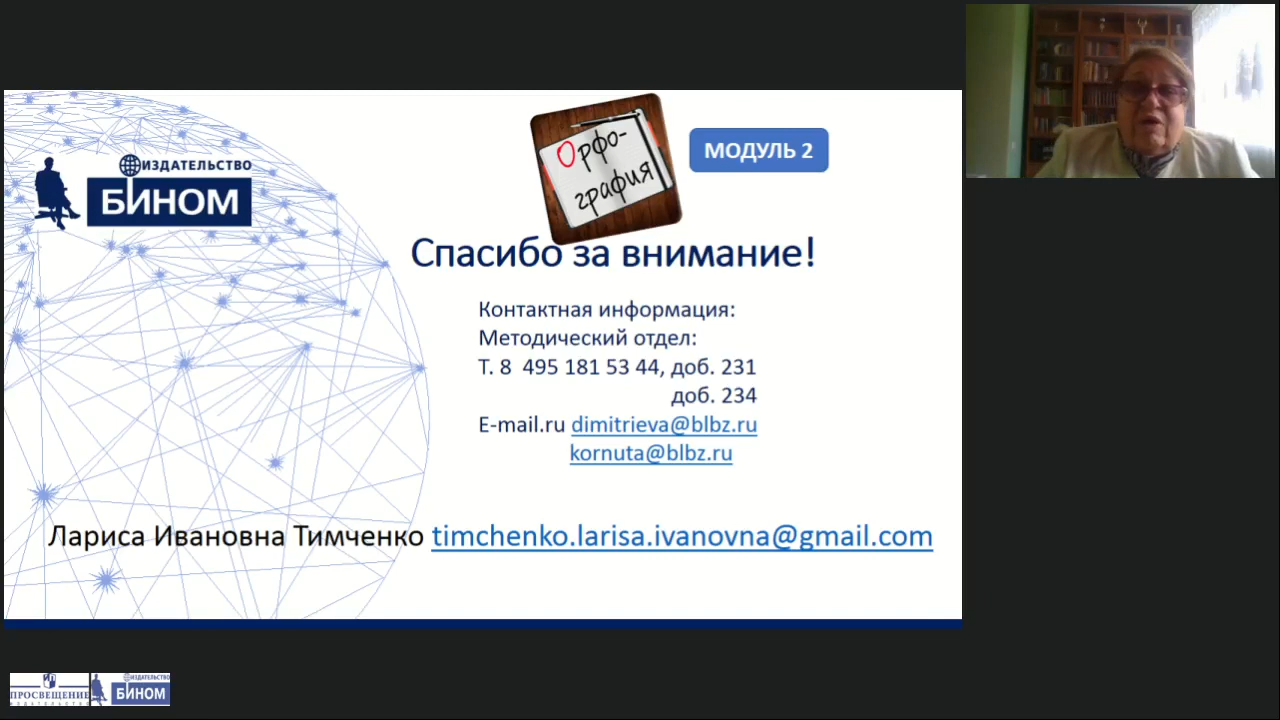 ИЗДАТЕЛЬСТВО
БИНОМ
Орфо-
графия
МОДУЛЬ 2
Спасибо за внимание!
Контактная информация:
Методический отдел:
Т. 8 495 181 53 44, доб. 231
доб. 234
E-mail.ru dimitrieva@blbz.ru
kornuta@blbz.ru
Лариса Ивановна Тимченко timchenko.larisa.ivanovna@gmail.com
ПРОСВЕЩЕНИЕ
ИЗДАТЕЛЬСТВО
ИЗДАТЕЛЬСТВО
БИНОМ